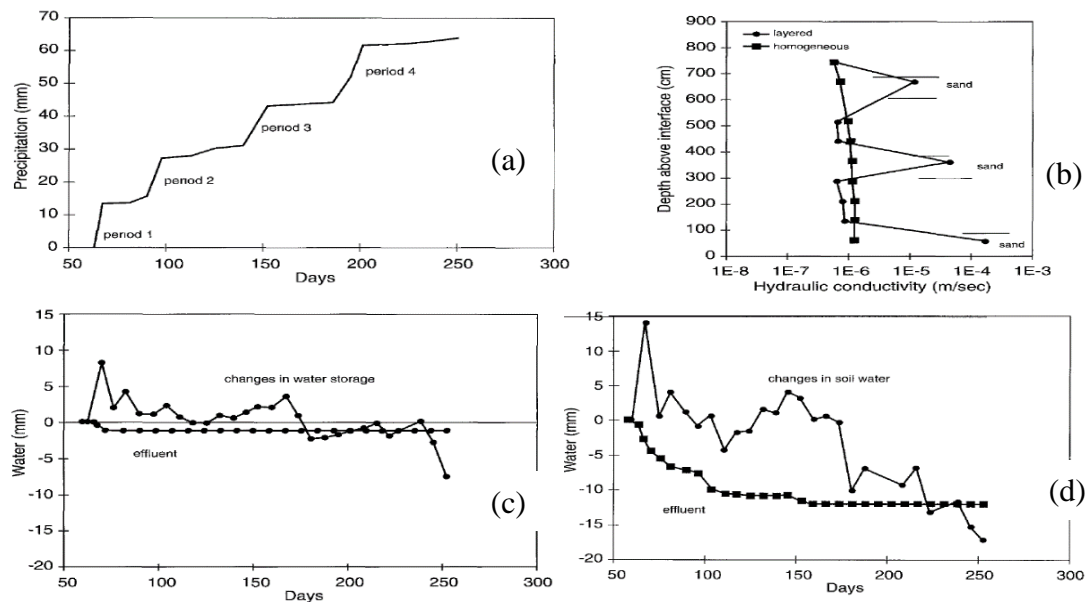 70
60
50
40
30
20
10
0
Precipitation (mm)
period 4
period 3
period 2
period 1
50 100 150 200 250 300
Days
(a)
layered
homogeneous
900
800
700
600
500
400
300
200
100
0
Depth above interface (cm)
sand
sand
sand
1E-8 1E-7 1E-6 1E-5 1E-4 1E-3
Hydraulic conductivity (m/sec)
(b)
15
10
5
0
-5
-10
-15
-20
Water (mm)
changes in water storage
effluent
50 100 150 200 250 300
Days
(c)
15
10
5
0
-5
-10
-15
-20
Water (mm)
changes in soil water
effluent
50 100 150 200 250 300
Days
(d)